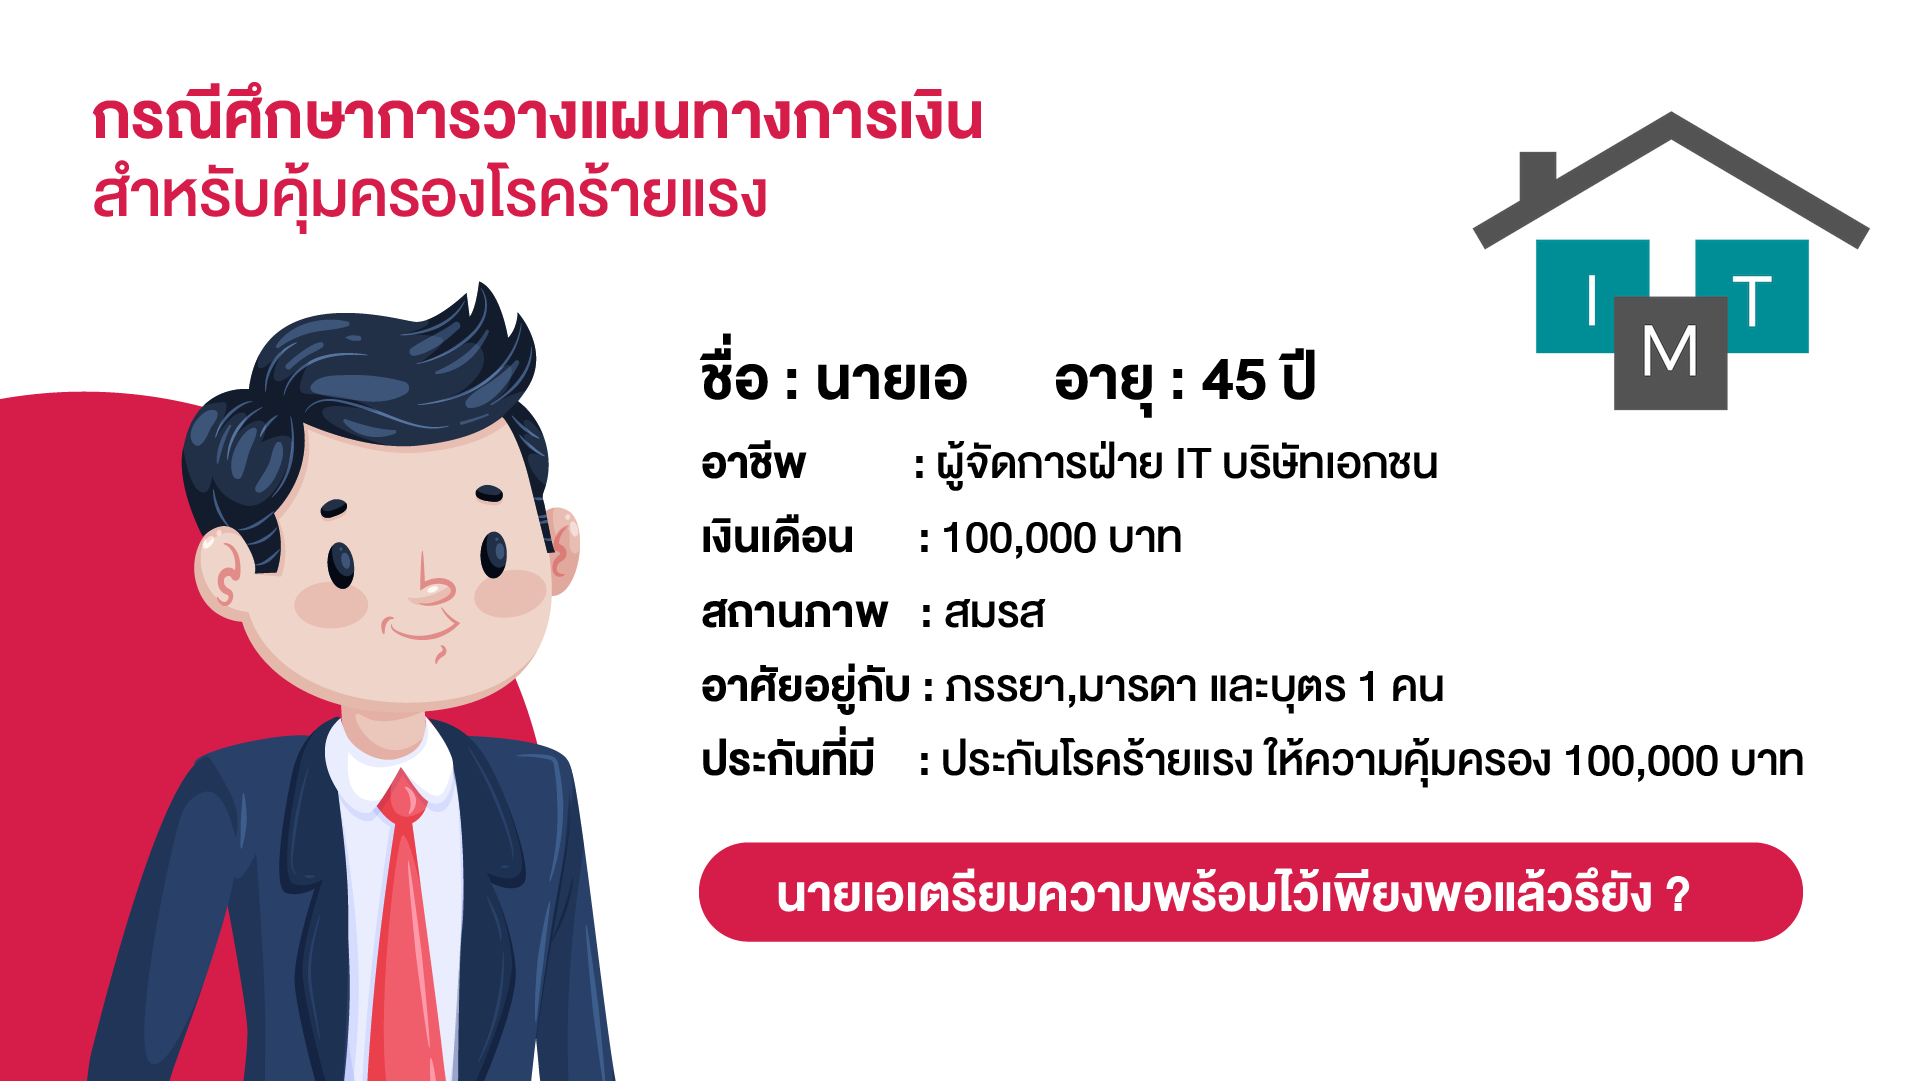 กรณีศึกษาการวางแผนทางการเงิน
สำหรับคุ้มครองโรคร้ายแรง
I M T
ชื่อ : นายเอ อายุ : 45 ปี
อาชีพ : ผู้จัดการฝ่าย IT บริษัทเอกชน
เงินเดือน : 100,000 บาท
สถานภาพ : สมรส
อาศัยอยู่กับ : ภรรยา,มารดา และบุตร 1 คน
ประกันที่มี : ประกันโรคร้ายแรง ให้ความคุ้มครอง 100,000 บาท
นายเอเตรียมความพร้อมไว้เพียงพอแล้วรึยัง ?